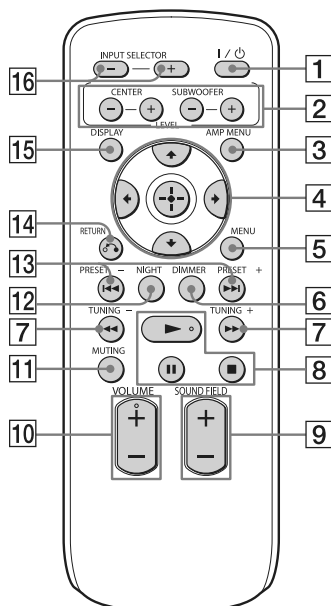 INPUT SELECTOR
I / ⏻
1
− +
16
CENTER SUBWOOFER
− + − +
2
LEVEL
DISPLAY AMP MENU
15
3
4
14
RETURN
MENU
5
13
PRESET − NIGHT DIMMER PRESET +
12
6
TUNING − TUNING +
7
7
MUTING
11
8
VOLUME SOUND FIELD
+ +
10
9
− −